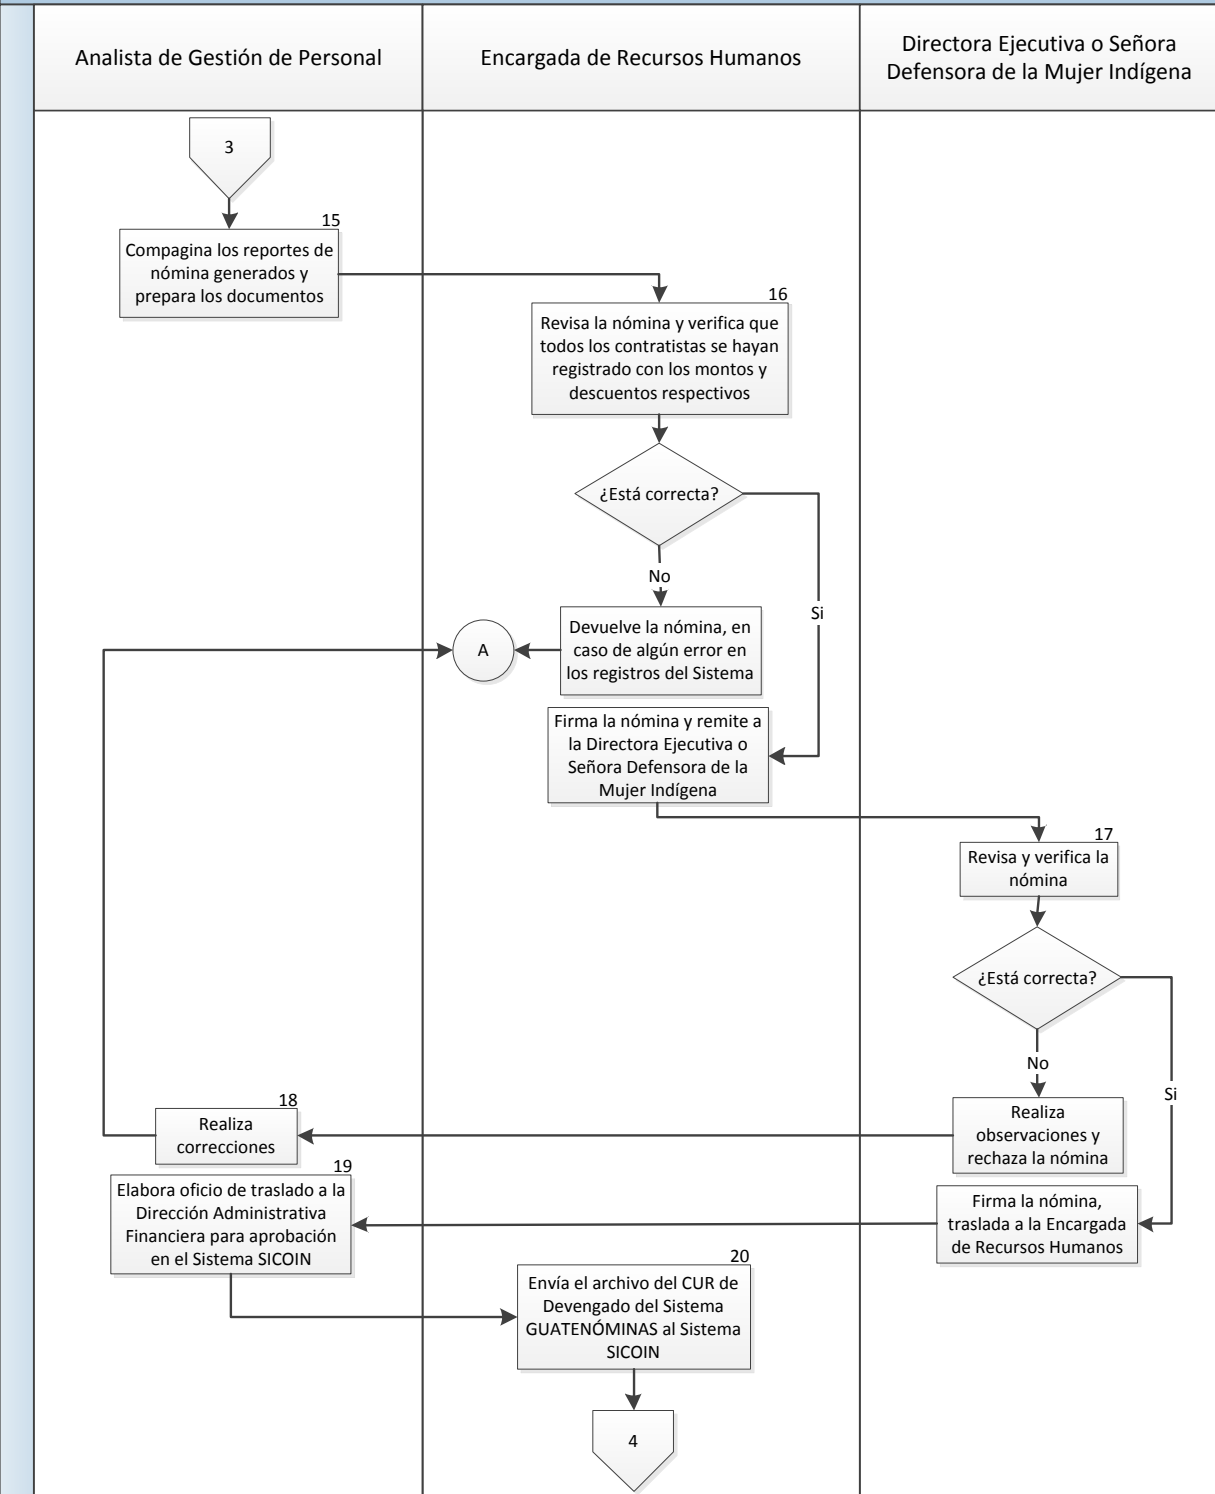 Analista de Gestión de Personal
Encargada de Recursos Humanos
Directora Ejecutiva o Señora
Defensora de la Mujer Indígena
3
15
Compagina los reportes de
nómina generados y
prepara los documentos
16
Revisa la nómina y verifica que
todos los contratistas se hayan
registrado con los montos y
descuentos respectivos
¿Está correcta?
No
Si
Devuelve la nómina, en
caso de algún error en
los registros del Sistema
A
Firma la nómina y remite a
la Directora Ejecutiva o
Señora Defensora de la
Mujer Indígena
17
Revisa y verifica la
nómina
¿Está correcta?
No
Si
Realiza
observaciones y
rechaza la nómina
18
Realiza
correcciones
Firma la nómina,
traslada a la Encargada
de Recursos Humanos
19
Elabora oficio de traslado a la
Dirección Administrativa
Financiera para aprobación
en el Sistema SICOIN
20
Envía el archivo del CUR de
Devengado del Sistema
GUATENÓMINAS al Sistema
SICOIN
4